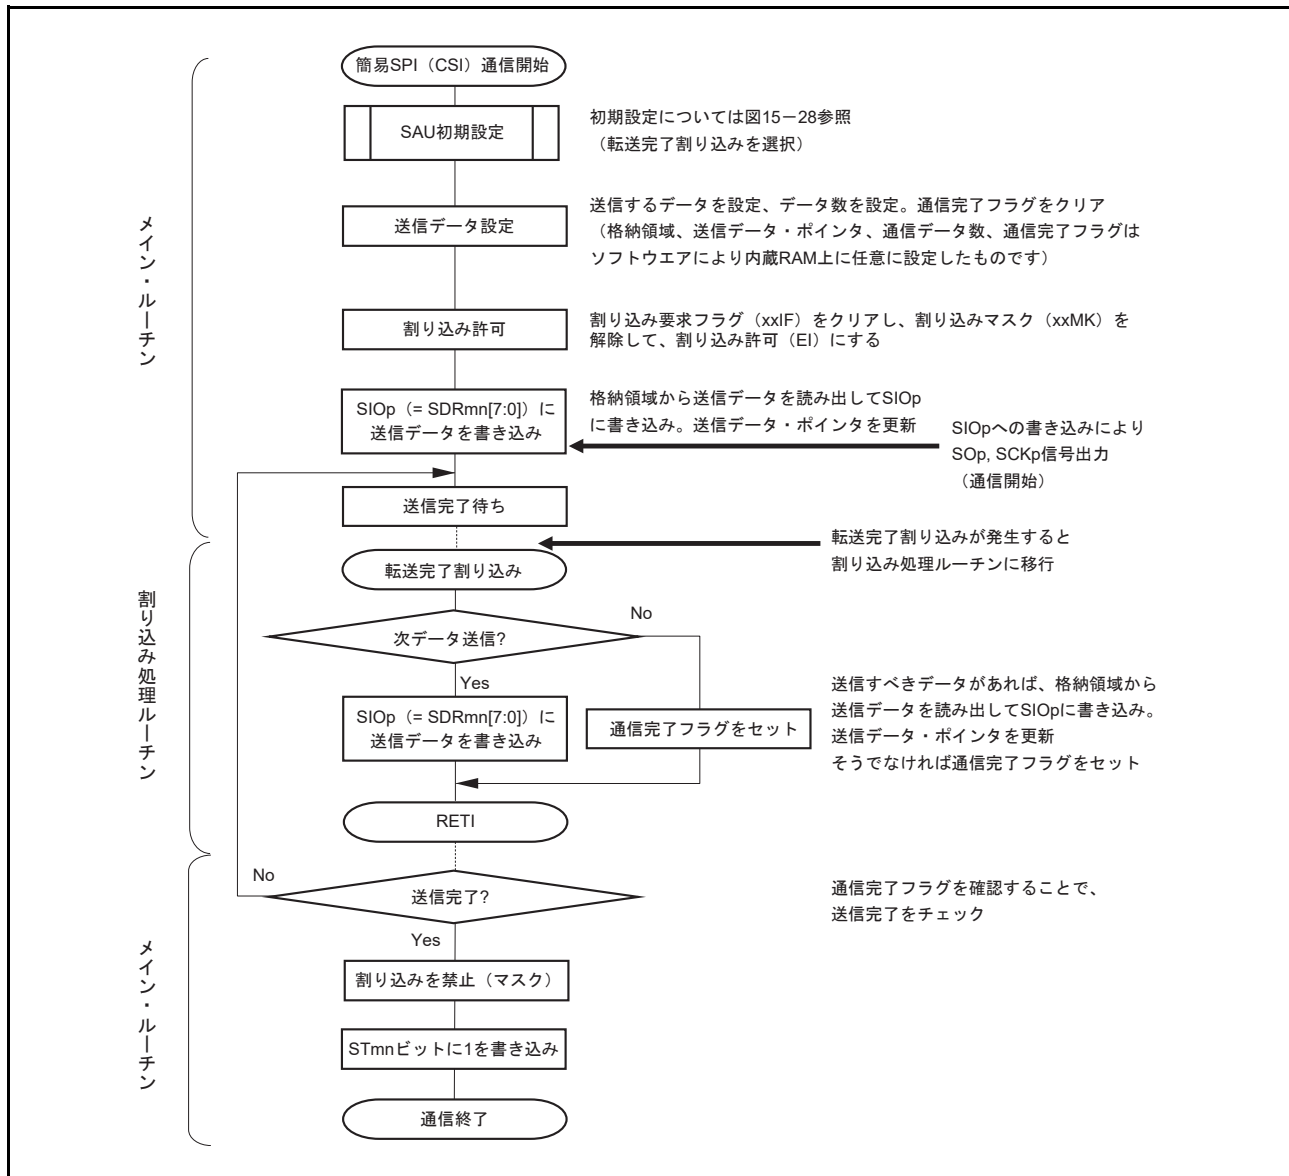 簡易SPI（CSI）通信開始
SAU初期設定
初期設定については図15－28参照
（転送完了割り込みを選択）
メイン・ルーチン
送信データ設定
送信するデータを設定、データ数を設定。通信完了フラグをクリア
（格納領域、送信データ・ポインタ、通信データ数、通信完了フラグは
ソフトウエアにより内蔵RAM上に任意に設定したものです）
割り込み許可
割り込み要求フラグ（xxIF）をクリアし、割り込みマスク（xxMK）を
解除して、割り込み許可（EI）にする
SIOp（= SDRmn[7:0]）に
送信データを書き込み
格納領域から送信データを読み出してSIOp
に書き込み。送信データ・ポインタを更新
SIOpへの書き込みにより
SOp, SCKp信号出力
（通信開始）
送信完了待ち
転送完了割り込みが発生すると
割り込み処理ルーチンに移行
転送完了割り込み
割り込み処理ルーチン
次データ送信?
No
Yes
SIOp（= SDRmn[7:0]）に
送信データを書き込み
通信完了フラグをセット
送信すべきデータがあれば、格納領域から
送信データを読み出してSIOpに書き込み。
送信データ・ポインタを更新
そうでなければ通信完了フラグをセット
RETI
No
送信完了?
通信完了フラグを確認することで、
送信完了をチェック
Yes
メイン・ルーチン
割り込みを禁止（マスク）
STmnビットに1を書き込み
通信終了